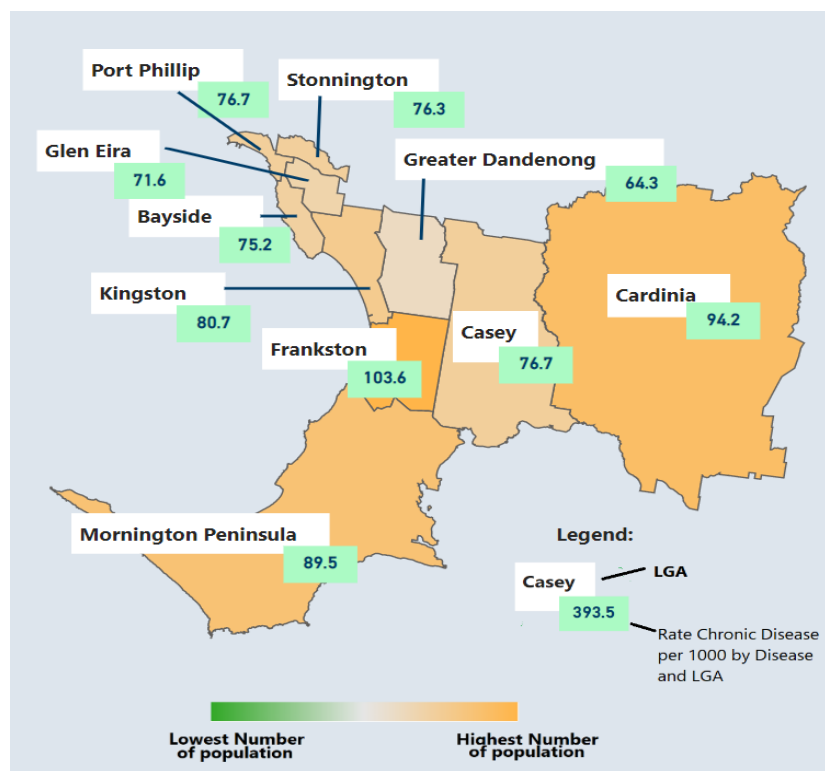 Port Phillip
76.7
Stonnington
76.3
Glen Eira
71.6
Greater Dandenong
64.3
Bayside
75.2
Kingston
80.7
Cardinia
94.2
Frankston
103.6
Casey
76.7
Mornington Peninsula
89.5
Legend:
Casey
LGA
393.5
Rate Chronic Disease
per 1000 by Disease
and LGA
Lowest Number
of population
Highest Number
of population